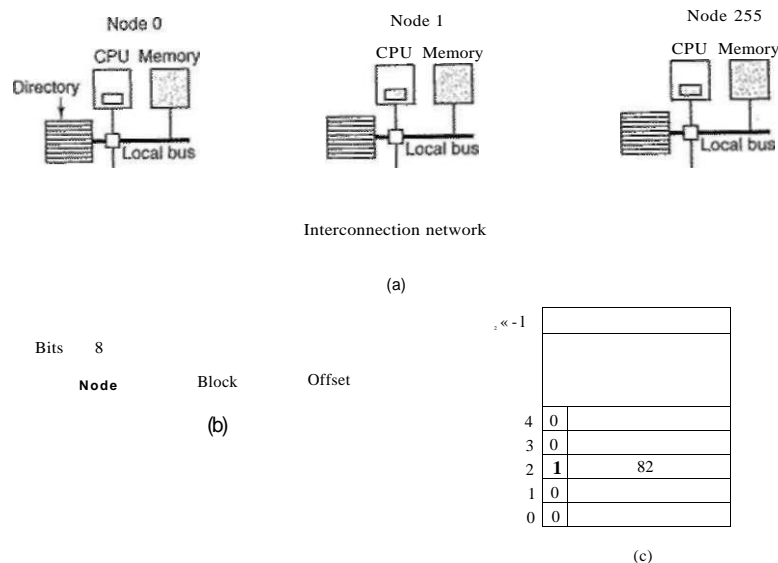 Node 0
Node 1
Node 255
CPU Memory
CPU Memory
CPU Memory
Directory
Local bus
Local bus
Local bus
Interconnection network
(a)
2 « - l
Bits 8
Node Block Offset
(b)
4 0
3 0
2 1 82
1 0
0 0
(c)